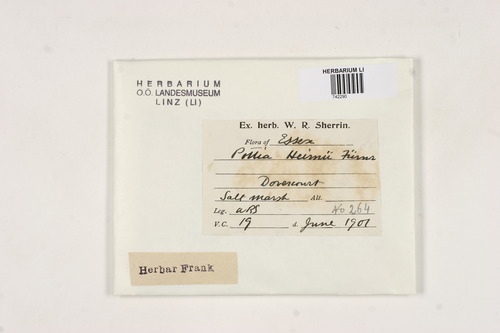 HERBARIUM LI
742290
HERBARIUM
O.Ö. LANDESMUSEUM
LINZ (LI)
Ex. herb. W. R. Sherrin.
Flora of Essex
Pottia Heimii Fürnr
Dovercourt
Salt marsh Alt.
Leg. WRS No 264
V.C. 19 d. June 1901
Herbar Frank